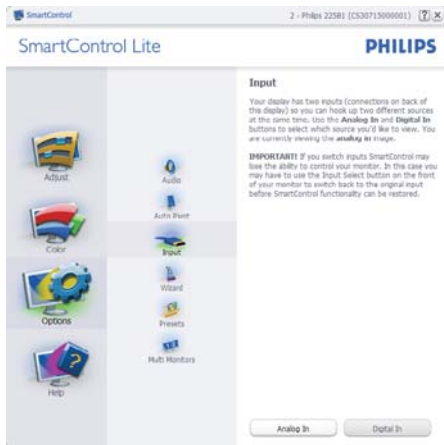 SmartControl
2 - Philips 225B1 (CS30715000001)
SmartControl Lite
PHILIPS
Adjust
Color
Options
Help
Audio
Auto Pivot
Input
Wizard
Presets
Multi Monitors
Input
Your display has two inputs (connections on back of
this display) so you can hook up two different sources
at the same time. Use the Analog In and Digital In
buttons to select which source you'd like to view. You
are currently viewing the analog in image.
IMPORTANT! If you switch inputs SmartControl may
lose the ability to control your monitor. In this case you
may have to use the Input Select button on the front
of your monitor to switch back to the original input
before SmartControl functionality can be restored.
Analog In
Digital In